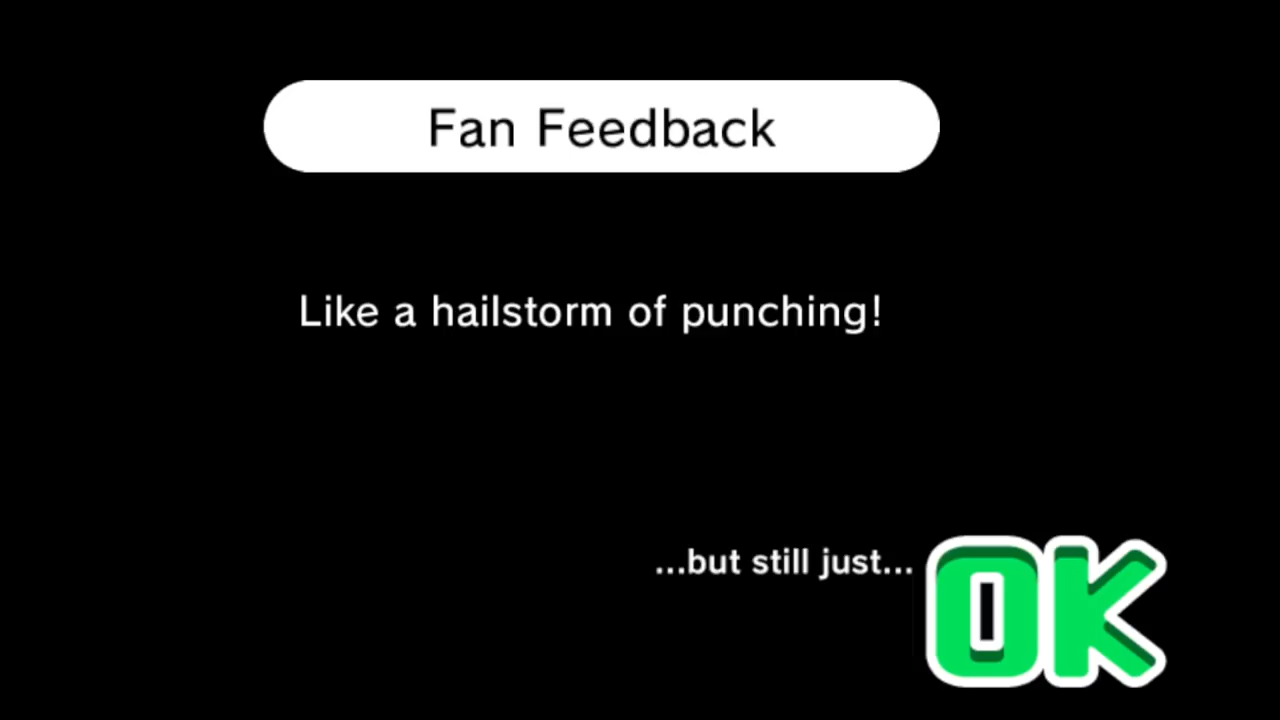 Fan Feedback
Like a hailstorm of punching!
...but still just... OK